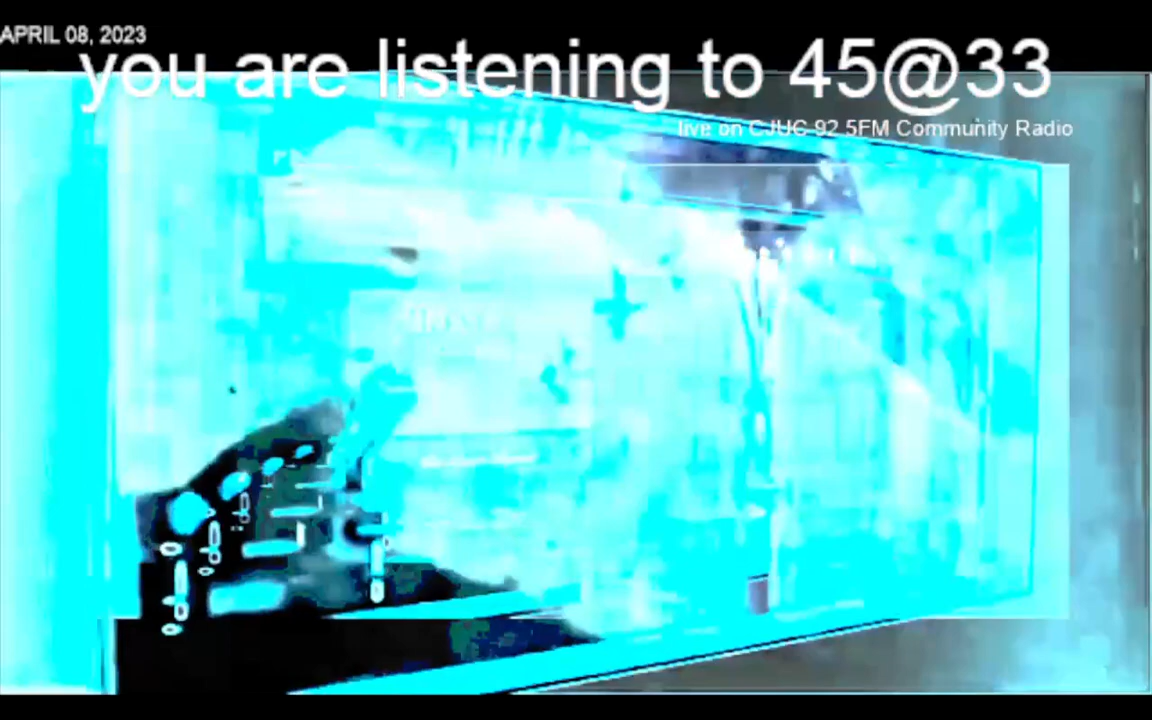 APRIL 08, 2023
you are listening to 45@33
live on CJUC 92.5FM Community Radio